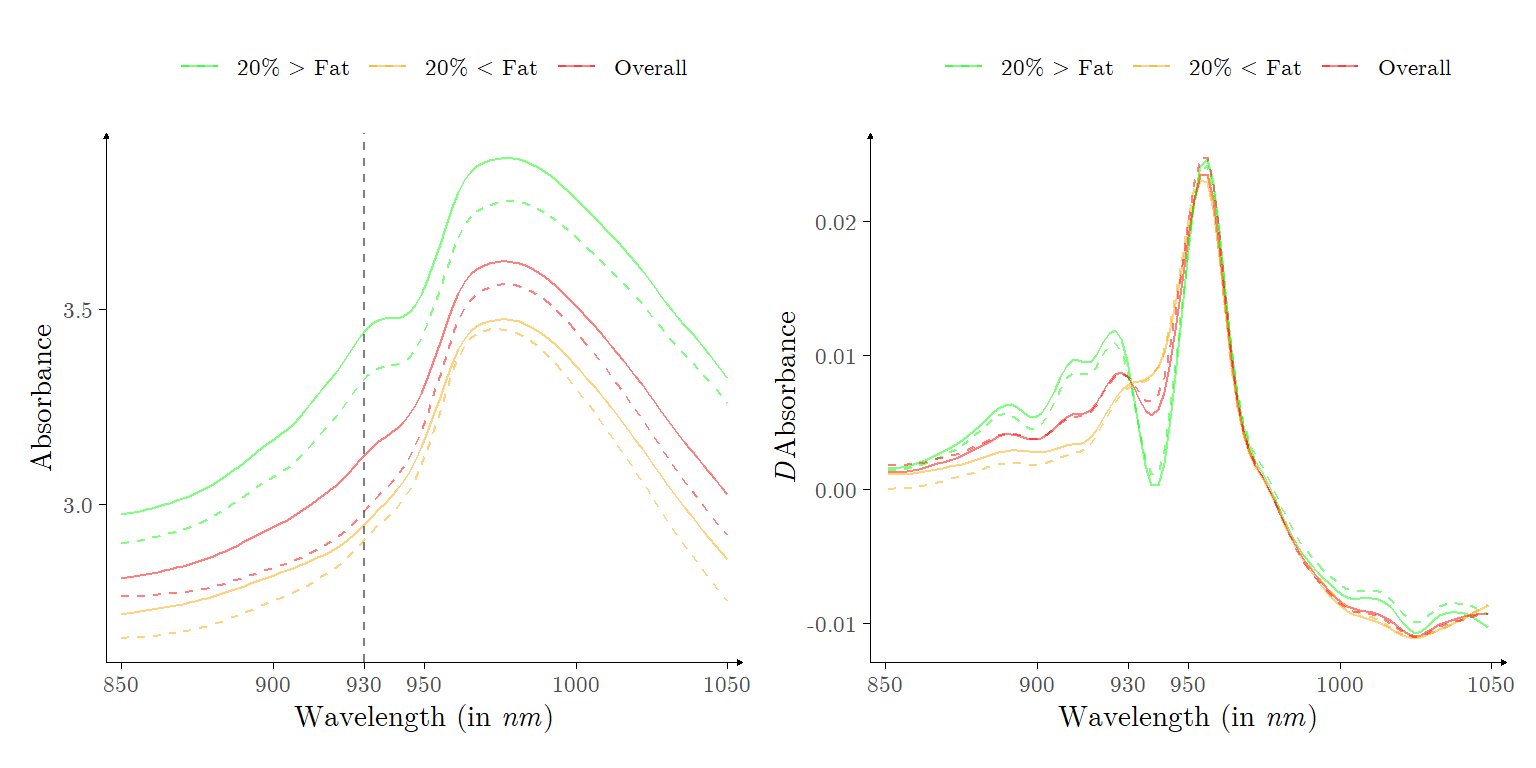 20% > Fat 20% < Fat Overall
Absorbance
3.5
3.0
850 900 930 950 1000 1050
Wavelength (in nm)
20% > Fat 20% < Fat Overall
D Absorbance
0.02
0.01
0.00
-0.01
850 900 930 950 1000 1050
Wavelength (in nm)